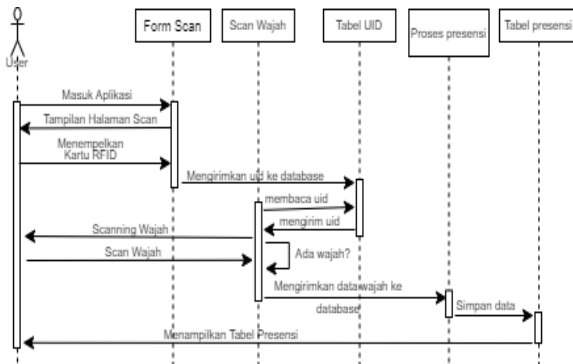 Form Scan
Scan Wajah
Tabel UID
Proses presensi
Tabel presensi
User
Masuk Aplikasi
Tampilan Halaman Scan
Menempelkan
Kartu RFID
Mengirimkan uid ke database
membaca uid
mengirim uid
Scanning Wajah
Ada wajah?
Scan Wajah
Mengirimkan data wajah ke
database
Simpan data
Menampilkan Tabel Presensi